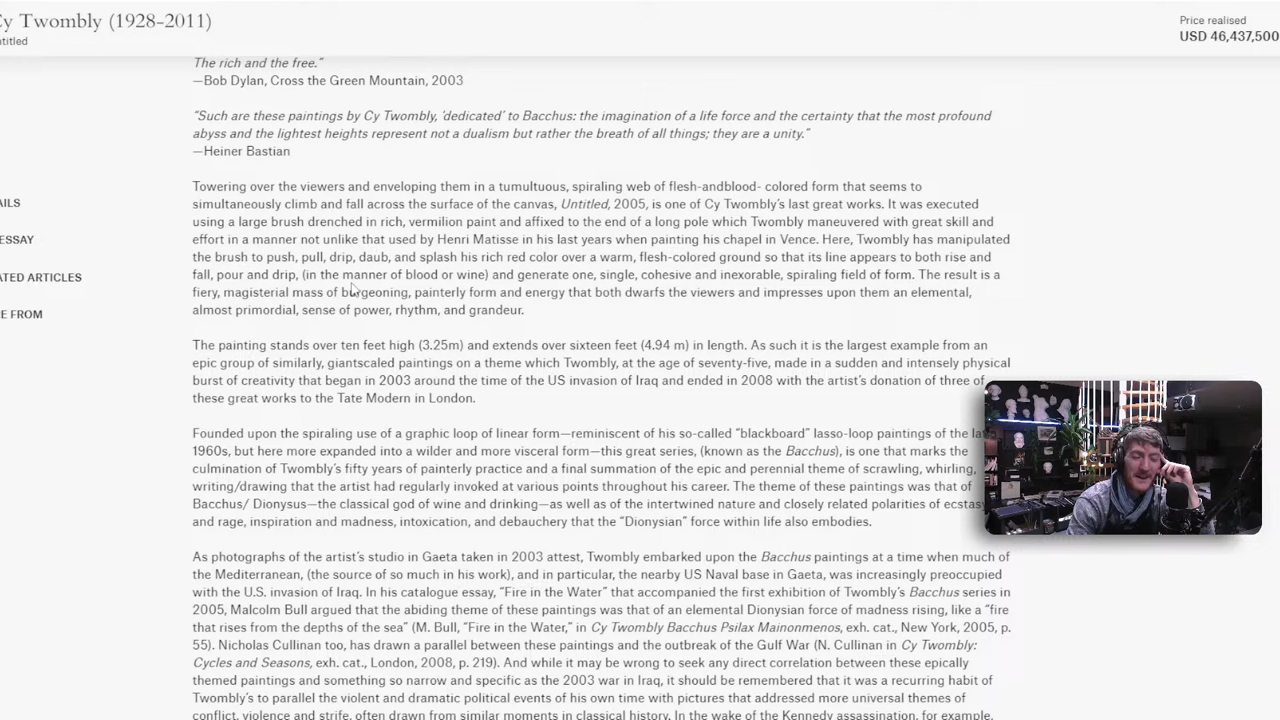 Cy Twombly (1928-2011)
ntitled
Price realised
USD 46,437,500
The rich and the free."
—Bob Dylan, Cross the Green Mountain, 2003
"Such are these paintings by Cy Twombly, 'dedicated' to Bacchus: the imagination of a life force and the certainty that the most profound
abyss and the lightest heights represent not a dualism but rather the breath of all things; they are a unity."
—Heiner Bastian
AILS
ESSAY
ATED ARTICLES
E FROM
Towering over the viewers and enveloping them in a tumultuous, spiraling web of flesh-andblood- colored form that seems to
simultaneously climb and fall across the surface of the canvas, Untitled, 2005, is one of Cy Twombly's last great works. It was executed
using a large brush drenched in rich, vermilion paint and affixed to the end of a long pole which Twombly maneuvered with great skill and
effort in a manner not unlike that used by Henri Matisse in his last years when painting his chapel in Vence. Here, Twombly has manipulated
the brush to push, pull, drip, daub, and splash his rich red color over a warm, flesh-colored ground so that its line appears to both rise and
fall, pour and drip, (in the manner of blood or wine) and generate one, single, cohesive and inexorable, spiraling field of form. The result is a
fiery, magisterial mass of burgeoning, painterly form and energy that both dwarfs the viewers and impresses upon them an elemental,
almost primordial, sense of power, rhythm, and grandeur.
The painting stands over ten feet high (3.25m) and extends over sixteen feet (4.94 m) in length. As such it is the largest example from an
epic group of similarly, giantscaled paintings on a theme which Twombly, at the age of seventy-five, made in a sudden and intensely physical
burst of creativity that began in 2003 around the time of the US invasion of Iraq and ended in 2008 with the artist's donation of three of
these great works to the Tate Modern in London.
Founded upon the spiraling use of a graphic loop of linear form—reminiscent of his so-called "blackboard" lasso-loop paintings of the late
1960s, but here more expanded into a wilder and more visceral form—this great series, (known as the Bacchus), is one that marks the
culmination of Twombly's fifty years of painterly practice and a final summation of the epic and perennial theme of scrawling, whirling,
writing/drawing that the artist had regularly invoked at various points throughout his career. The theme of these paintings was that of
Bacchus/ Dionysus—the classical god of wine and drinking—as well as of the intertwined nature and closely related polarities of ecstasy
and rage, inspiration and madness, intoxication, and debauchery that the "Dionysian" force within life also embodies.
As photographs of the artist's studio in Gaeta taken in 2003 attest, Twombly embarked upon the Bacchus paintings at a time when much of
the Mediterranean, (the source of so much in his work), and in particular, the nearby US Naval base in Gaeta, was increasingly preoccupied
with the U.S. invasion of Iraq. In his catalogue essay, "Fire in the Water" that accompanied the first exhibition of Twombly's Bacchus series in
2005, Malcolm Bull argued that the abiding theme of these paintings was that of an elemental Dionysian force of madness rising, like a "fire
that rises from the depths of the sea" (M. Bull, "Fire in the Water," in Cy Twombly Bacchus Psilax Mainonmenos, exh. cat., New York, 2005, p.
55). Nicholas Cullinan too, has drawn a parallel between these paintings and the outbreak of the Gulf War (N. Cullinan in Cy Twombly:
Cycles and Seasons, exh. cat., London, 2008, p. 219). And while it may be wrong to seek any direct correlation between these epically
themed paintings and something so narrow and specific as the 2003 war in Iraq, it should be remembered that it was a recurring habit of
Twombly's to parallel the violent and dramatic political events of his own time with pictures that addressed more universal themes of
conflict, violence and strife, often drawn from similar moments in classical history. In the wake of the Kennedy assassination, for example,